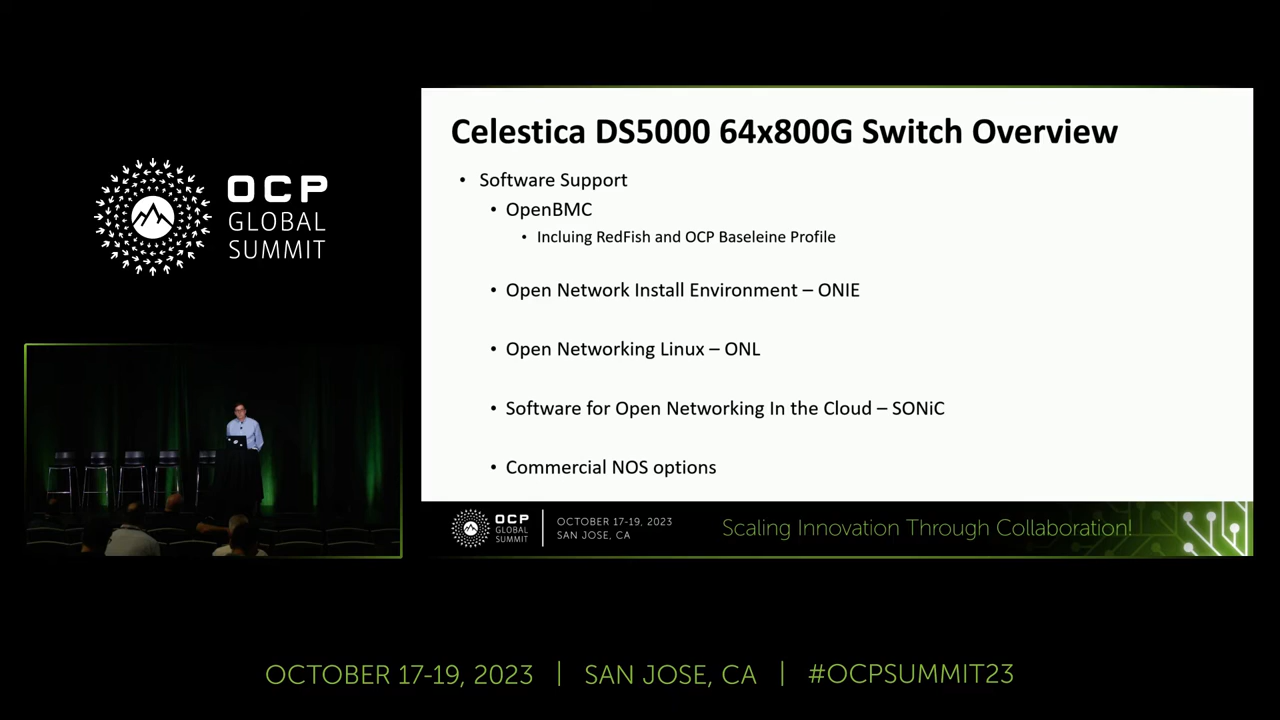 OCP
GLOBAL
SUMMIT
Celestica DS5000 64x800G Switch Overview
• Software Support
• OpenBMC
• Incluing RedFish and OCP Baseleine Profile
• Open Network Install Environment – ONIE
• Open Networking Linux – ONL
• Software for Open Networking In the Cloud – SONiC
• Commercial NOS options
OCP
GLOBAL
SUMMIT
OCTOBER 17-19, 2023
SAN JOSE, CA
Scaling Innovation Through Collaboration!
OCTOBER 17-19, 2023 | SAN JOSE, CA | #OCPSUMMIT23